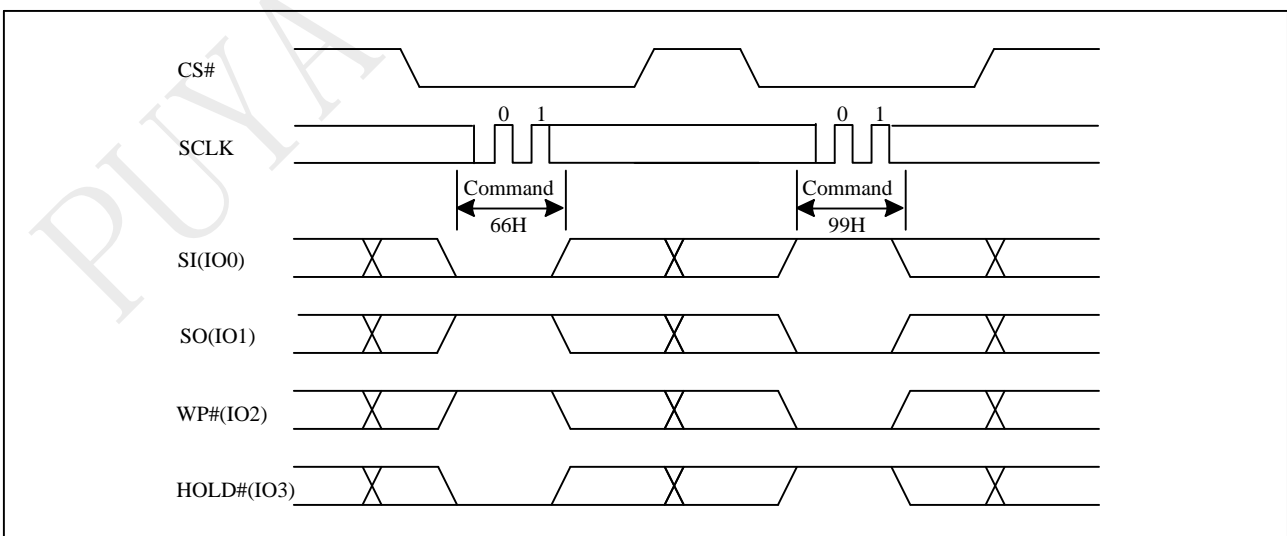 PUYA
CS#
0 1 0 1
SCLK
Command Command
66H 99H
SI(IO0)
SO(IO1)
WP#(IO2)
HOLD#(IO3)